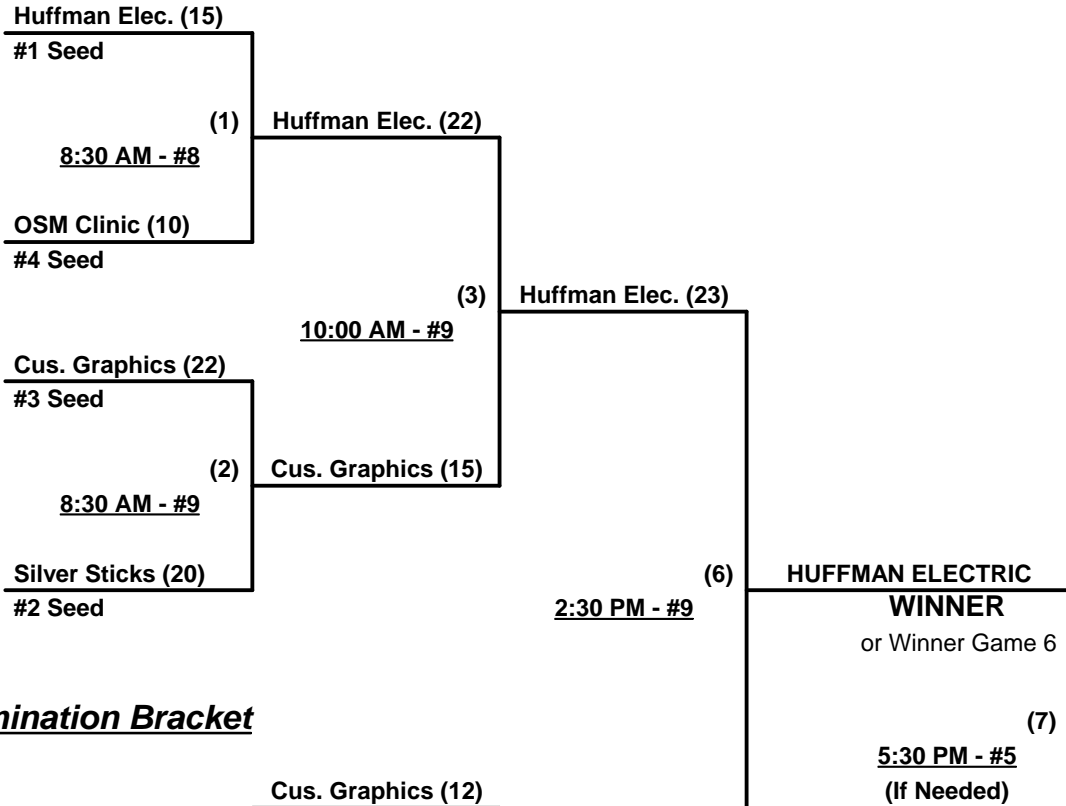 Huffman Elec. (15)
#1 Seed
(1)
Huffman Elec. (22)
8:30 AM - #8
OSM Clinic (10)
#4 Seed
(3)
Huffman Elec. (23)
10:00 AM - #9
Cus. Graphics (22)
#3 Seed
(2)
Cus. Graphics (15)
8:30 AM - #9
Silver Sticks (20)
#2 Seed
(6)
HUFFMAN ELECTRIC
2:30 PM - #9
WINNER
or Winner Game 6
mination Bracket
(7)
5:30 PM - #5
Cus. Graphics (12)
(If Needed)